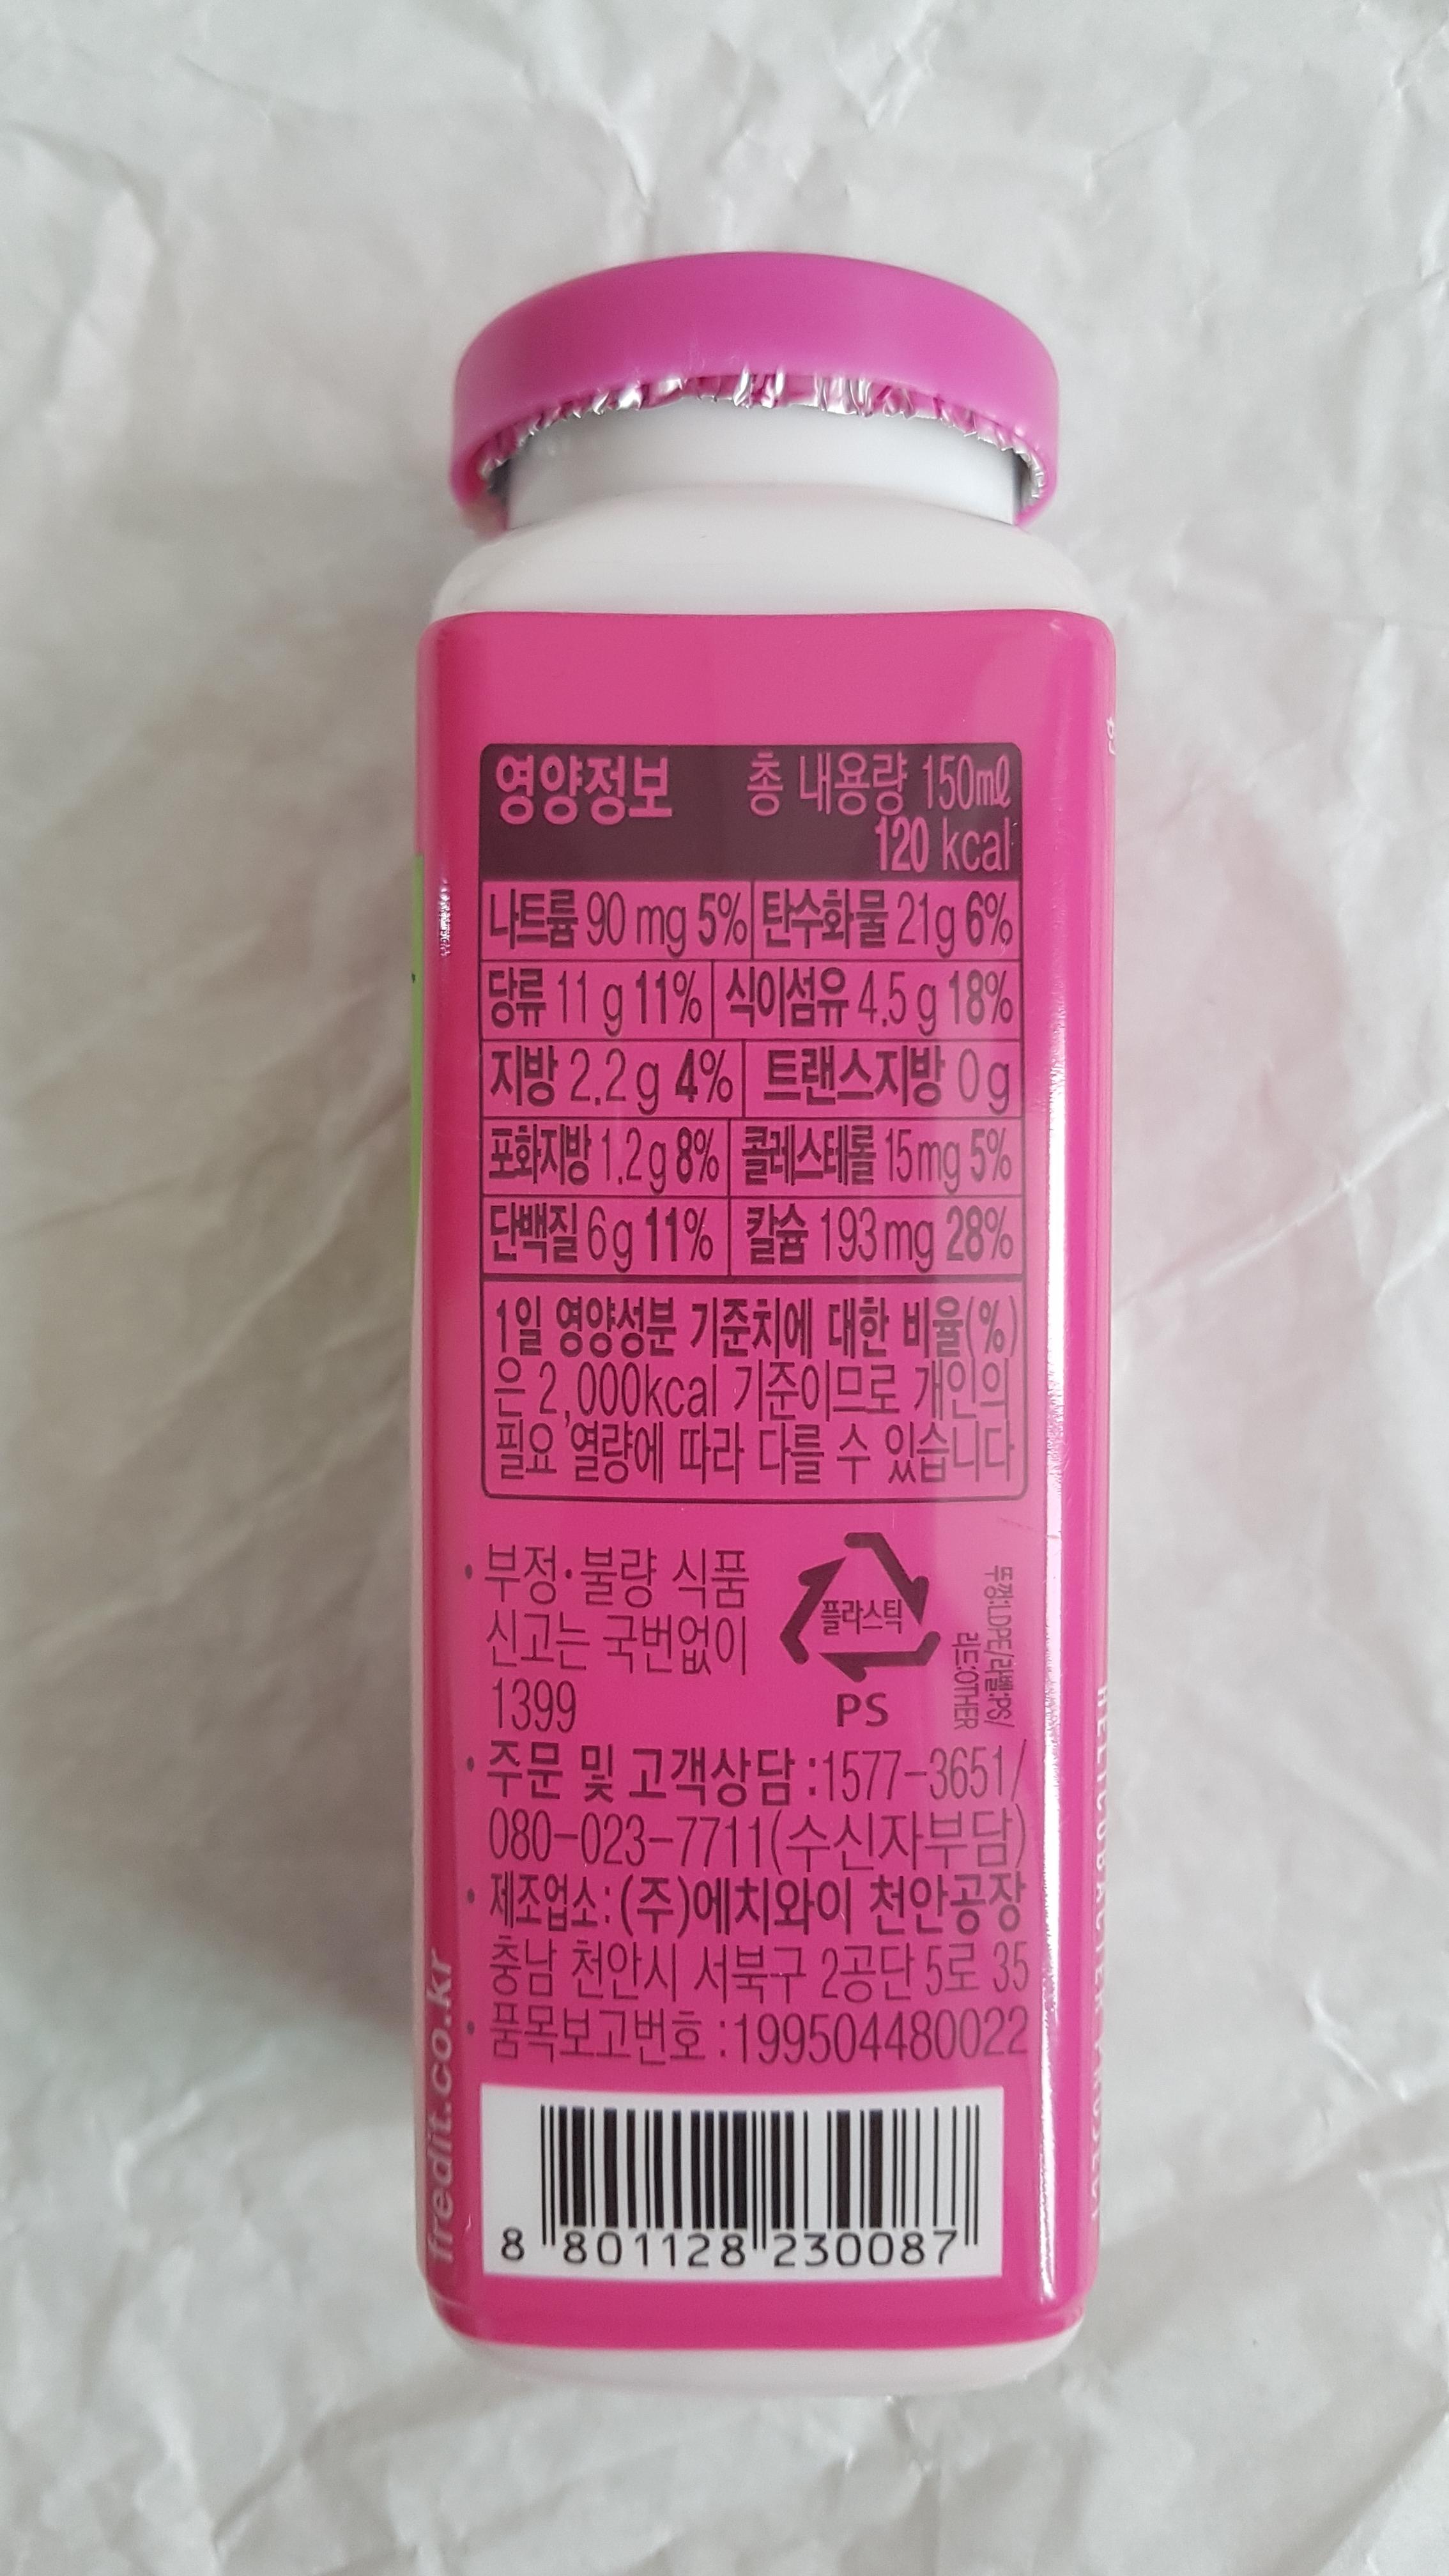 영양정보 총 내용량 150㎖
120 kcal
나트륨 90 mg 5% 탄수화물 21g 6%
당류 11 g 11% 식이섬유 4.5 g 18%
지방 2.2g 4% 트랜스지방 0g
포화지방 1.2g 8% 콜레스테롤 15mg 5%
단백질 6g 11% 칼슘 193mg 28%
1일 영양성분 기준치에 대한 비율(%)
은 2,000kcal 기준이므로 개인의
필요 열량에 따라 다를 수 있습니다
• 부정·불량 식품
신고는 국번없이
1399
플라스틱
PS
뚜껑:LDPE/라벨:PS/
리드:OTHER
• 주문 및 고객상담 :1577-3651/
080-023-7711(수신자부담)
• 제조업소: (주)에치와이 천안공장
충남 천안시 서북구 2공단 5로 35
• 품목보고번호 :199504480022
8 801128 230087
fredit.co.kr
HELICOBACTER PROJECT